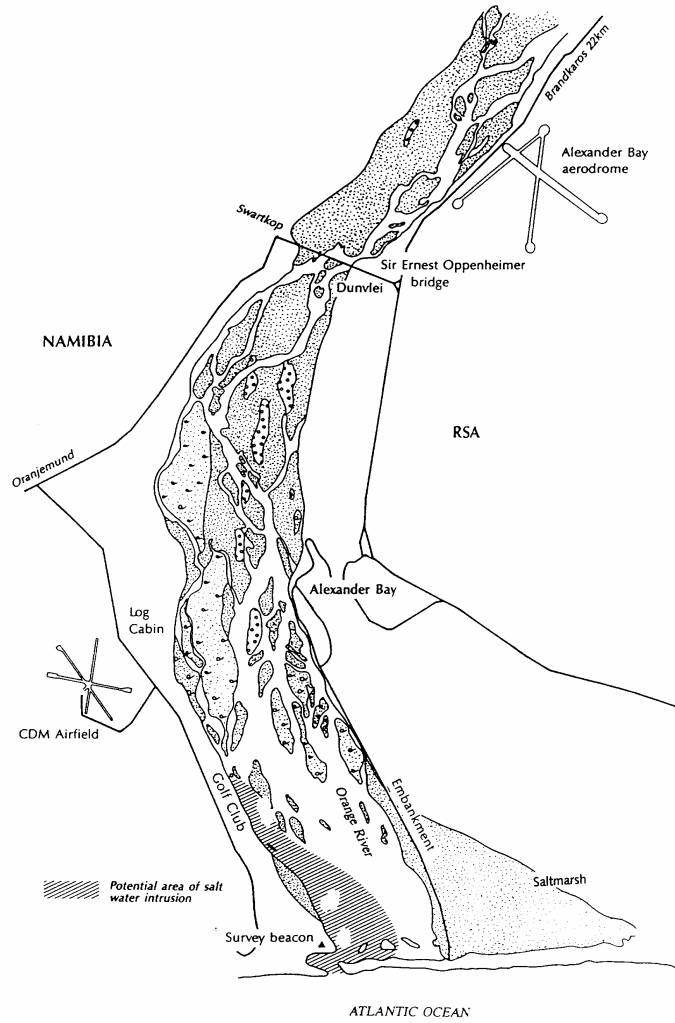 Brandkaros 22km
Alexander Bay
aerodrome
Swartkop
Sir Ernest Oppenheimer
bridge
Dunvlei
NAMIBIA
RSA
Oranjemund
Alexander Bay
Log
Cabin
CDM Airfield
Golf Club
Orange River
Embankment
Saltmarsh
Potential area of salt
water intrusion
Survey beacon
ATLANTIC OCEAN